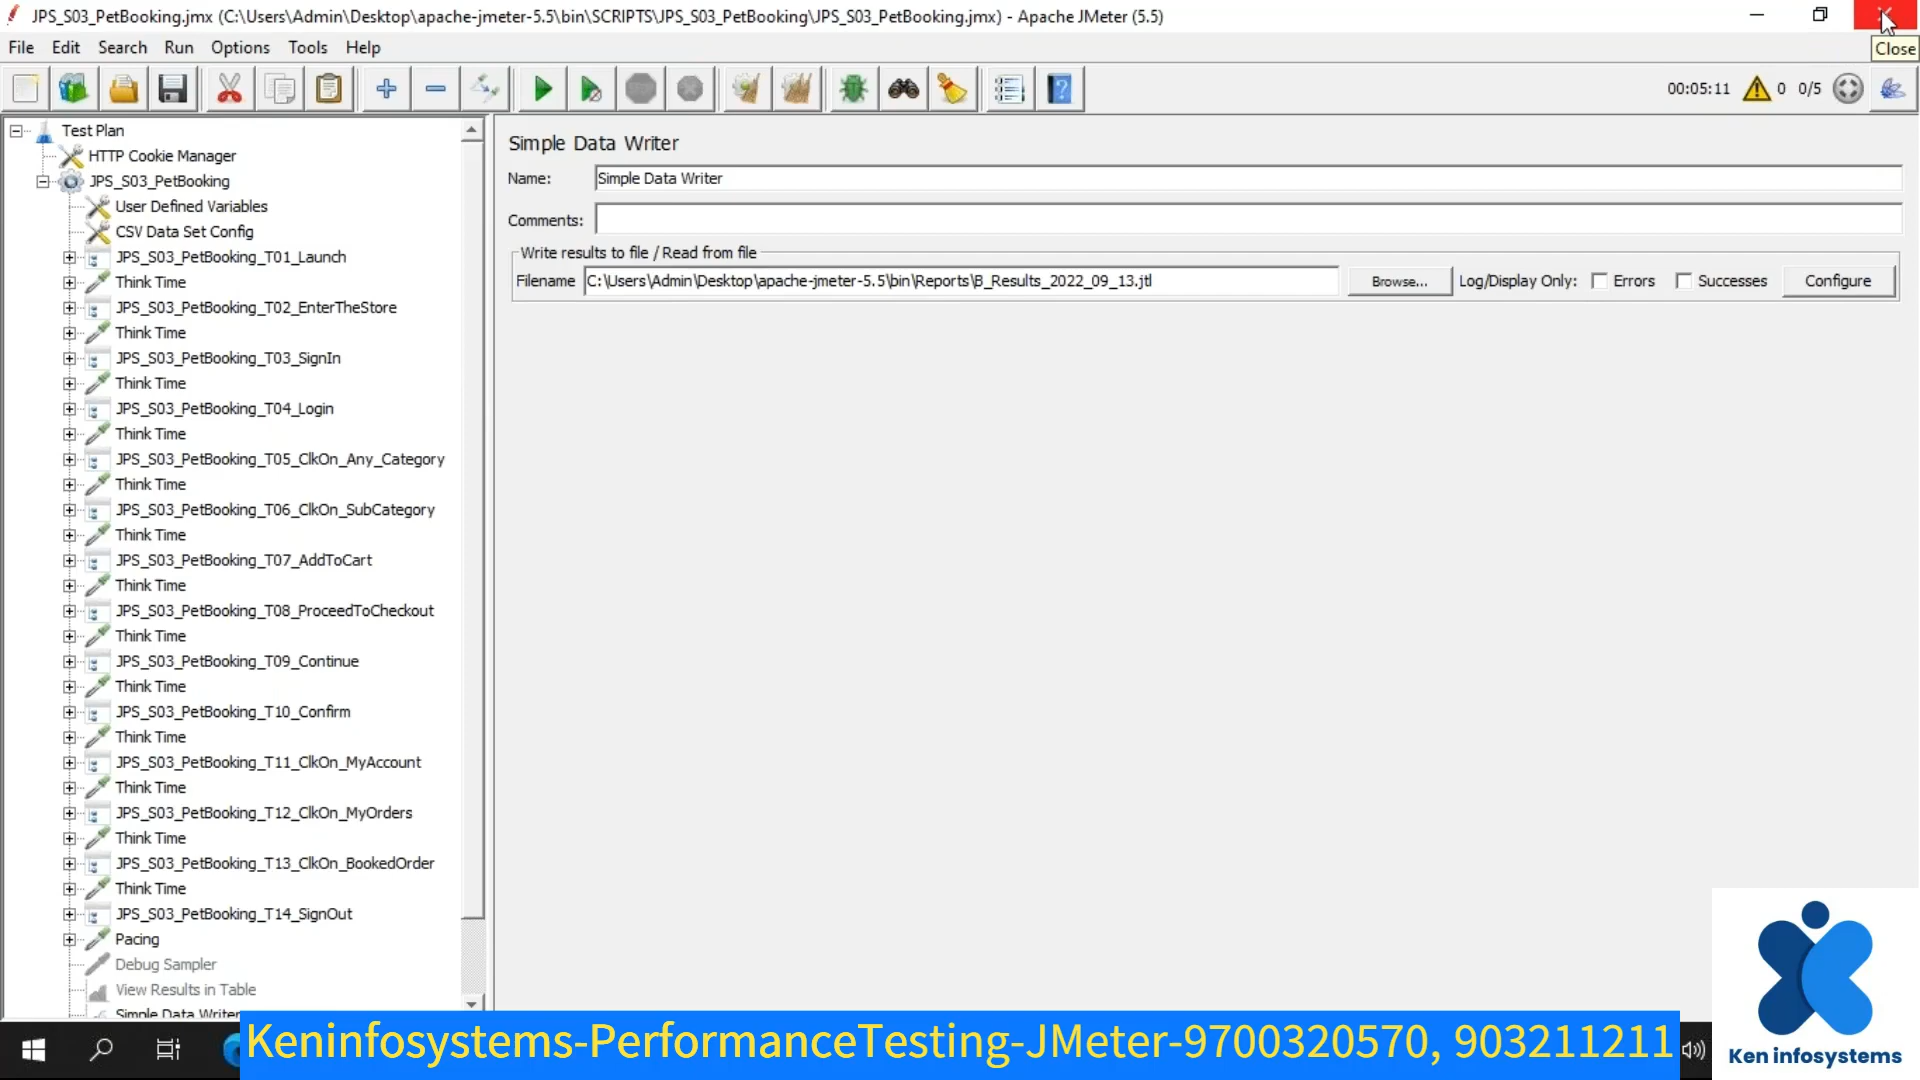 JPS_S03_PetBooking.jmx (C:\Users\Admin\Desktop\apache-jmeter-5.5\bin\SCRIPTS\JPS_S03_PetBooking\JPS_S03_PetBooking.jmx) - Apache JMeter (5.5)
File Edit Search Run Options Tools Help
Close
00:05:11 0 0/5
Test Plan
HTTP Cookie Manager
JPS_S03_PetBooking
User Defined Variables
CSV Data Set Config
JPS_S03_PetBooking_T01_Launch
Think Time
JPS_S03_PetBooking_T02_EnterTheStore
Think Time
JPS_S03_PetBooking_T03_SignIn
Think Time
JPS_S03_PetBooking_T04_Login
Think Time
JPS_S03_PetBooking_T05_ClkOn_Any_Category
Think Time
JPS_S03_PetBooking_T06_ClkOn_SubCategory
Think Time
JPS_S03_PetBooking_T07_AddToCart
Think Time
JPS_S03_PetBooking_T08_ProceedToCheckout
Think Time
JPS_S03_PetBooking_T09_Continue
Think Time
JPS_S03_PetBooking_T10_Confirm
Think Time
JPS_S03_PetBooking_T11_ClkOn_MyAccount
Think Time
JPS_S03_PetBooking_T12_ClkOn_MyOrders
Think Time
JPS_S03_PetBooking_T13_ClkOn_BookedOrder
Think Time
JPS_S03_PetBooking_T14_SignOut
Pacing
Debug Sampler
View Results in Table
Simple Data Writer
Simple Data Writer
Name: Simple Data Writer
Comments:
Write results to file / Read from file
Filename C:\Users\Admin\Desktop\apache-jmeter-5.5\bin\Reports\B_Results_2022_09_13.jtl Browse... Log/Display Only: Errors Successes Configure
Keninfosystems-PerformanceTesting-JMeter-9700320570, 903211211
Ken infosystems